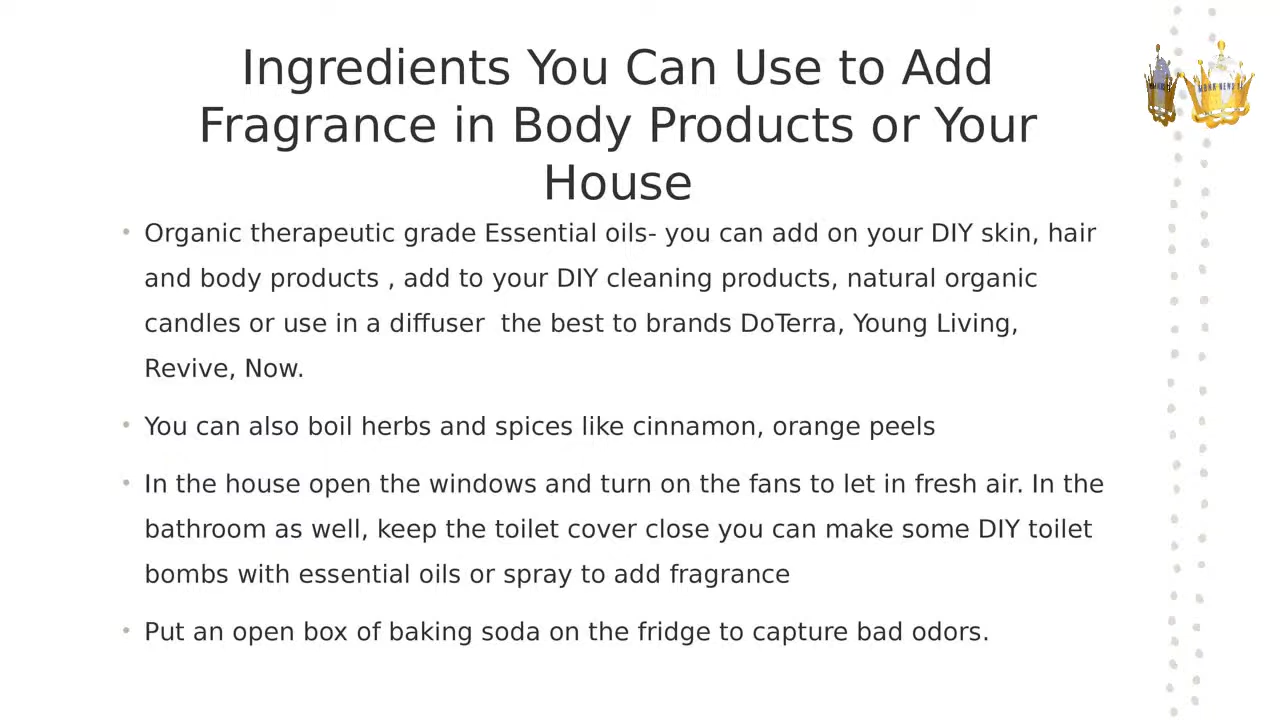 Ingredients You Can Use to Add
Fragrance in Body Products or Your
House
• Organic therapeutic grade Essential oils- you can add on your DIY skin, hair
and body products , add to your DIY cleaning products, natural organic
candles or use in a diffuser  the best to brands DoTerra, Young Living,
Revive, Now.
• You can also boil herbs and spices like cinnamon, orange peels
• In the house open the windows and turn on the fans to let in fresh air. In the
bathroom as well, keep the toilet cover close you can make some DIY toilet
bombs with essential oils or spray to add fragrance
• Put an open box of baking soda on the fridge to capture bad odors.